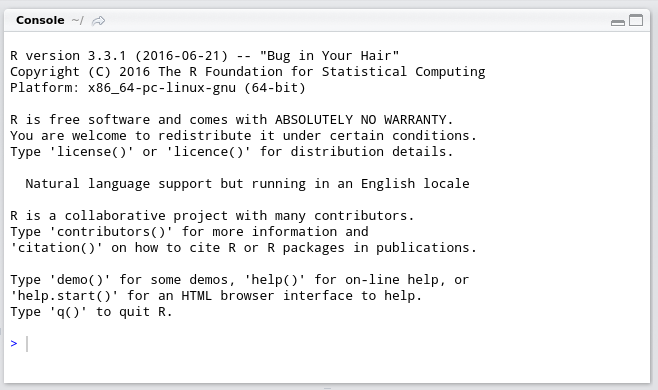 Console ~/
R version 3.3.1 (2016-06-21) -- "Bug in Your Hair"
Copyright (C) 2016 The R Foundation for Statistical Computing
Platform: x86_64-pc-linux-gnu (64-bit)
R is free software and comes with ABSOLUTELY NO WARRANTY.
You are welcome to redistribute it under certain conditions.
Type 'license()' or 'licence()' for distribution details.
Natural language support but running in an English locale
R is a collaborative project with many contributors.
Type 'contributors()' for more information and
'citation()' on how to cite R or R packages in publications.
Type 'demo()' for some demos, 'help()' for on-line help, or
'help.start()' for an HTML browser interface to help.
Type 'q()' to quit R.
>